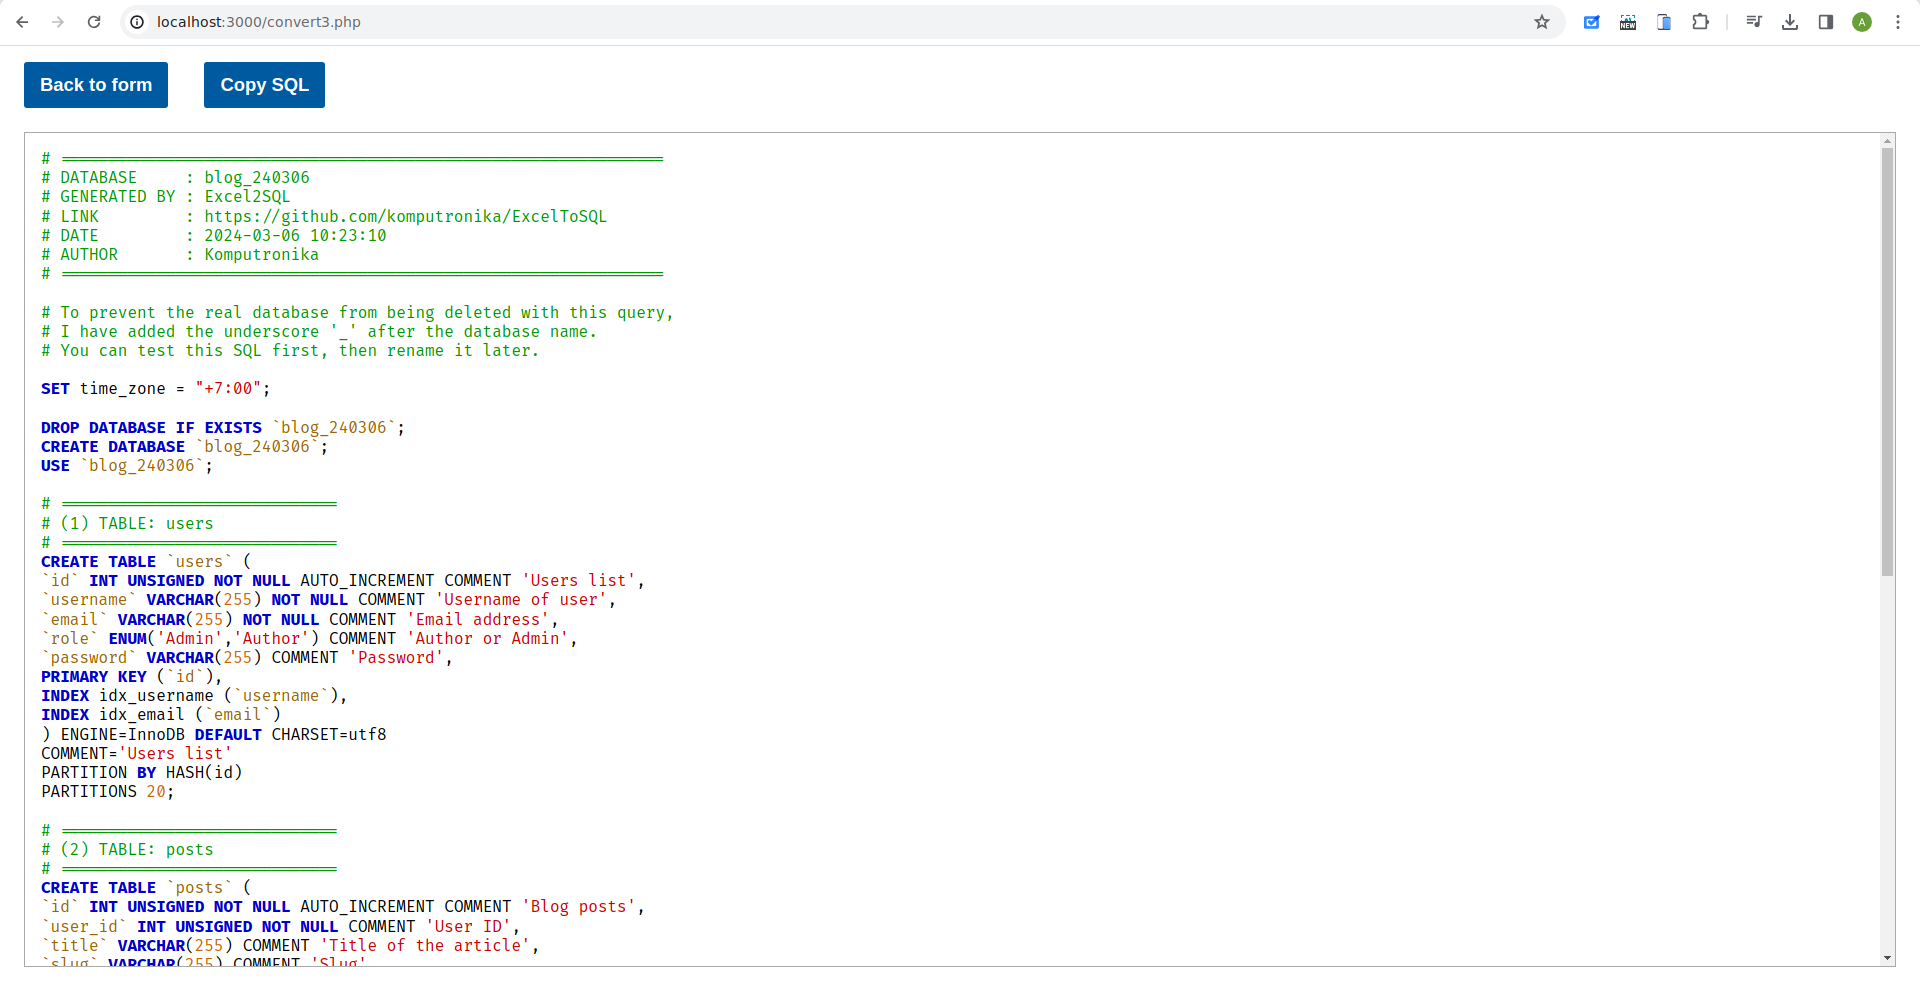 localhost:3000/convert3.php
NEW
A
Back to form
Copy SQL
# ==============================================================
# DATABASE     : blog_240306
# GENERATED BY : Excel2SQL
# LINK         : https://github.com/komputronika/ExcelToSQL
# DATE         : 2024-03-06 10:23:10
# AUTHOR       : Komputronika
# ==============================================================
# To prevent the real database from being deleted with this query,
# I have added the underscore '_' after the database name.
# You can test this SQL first, then rename it later.
SET time_zone = "+7:00";
DROP DATABASE IF EXISTS `blog_240306`;
CREATE DATABASE `blog_240306`;
USE `blog_240306`;
# ============================
# (1) TABLE: users
# ============================
CREATE TABLE `users` (
`id` INT UNSIGNED NOT NULL AUTO_INCREMENT COMMENT 'Users list',
`username` VARCHAR(255) NOT NULL COMMENT 'Username of user',
`email` VARCHAR(255) NOT NULL COMMENT 'Email address',
`role` ENUM('Admin','Author') COMMENT 'Author or Admin',
`password` VARCHAR(255) COMMENT 'Password',
PRIMARY KEY (`id`),
INDEX idx_username (`username`),
INDEX idx_email (`email`)
) ENGINE=InnoDB DEFAULT CHARSET=utf8
COMMENT='Users list'
PARTITION BY HASH(id)
PARTITIONS 20;
# ============================
# (2) TABLE: posts
# ============================
CREATE TABLE `posts` (
`id` INT UNSIGNED NOT NULL AUTO_INCREMENT COMMENT 'Blog posts',
`user_id` INT UNSIGNED NOT NULL COMMENT 'User ID',
`title` VARCHAR(255) COMMENT 'Title of the article',
`slug` VARCHAR(255) COMMENT 'Slug'